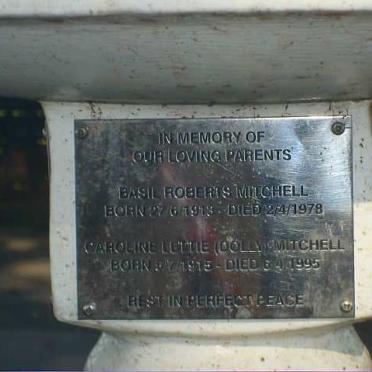 IN MEMORY OF
OUR LOVING PARENTS
BASIL ROBERTS MITCHELL
BORN 27/6/1913 - DIED 2/4/1978
CAROLINE LETTIE (DOLLY) MITCHELL
BORN 5/7/1915 - DIED 6/4/1995
REST IN PERFECT PEACE